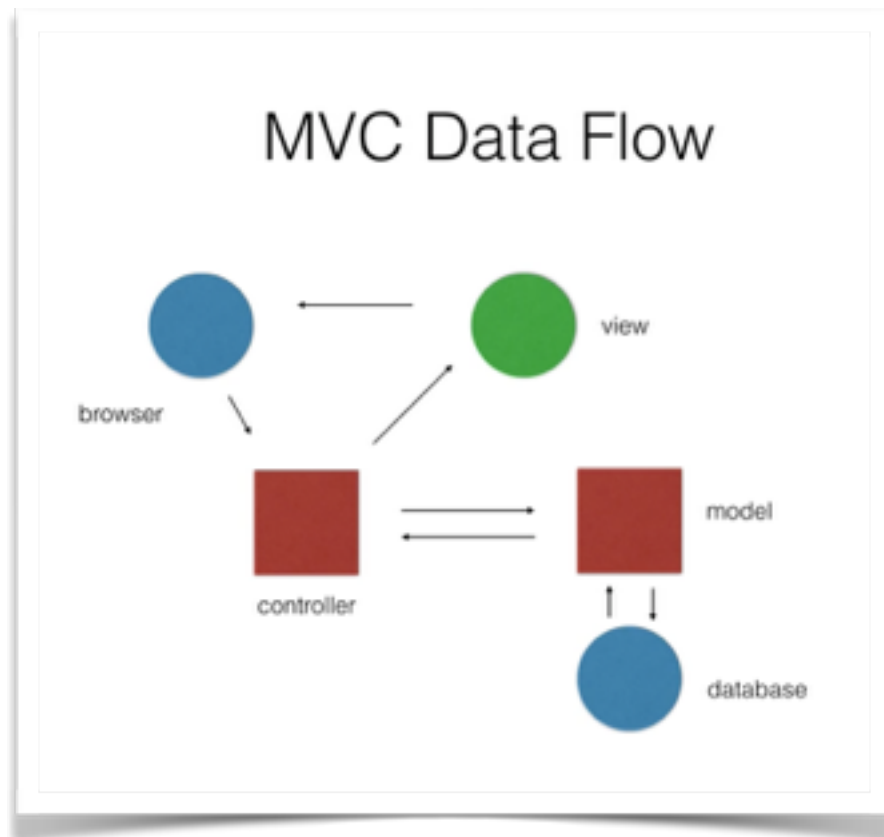 MVC Data Flow
view
browser
model
controller
database